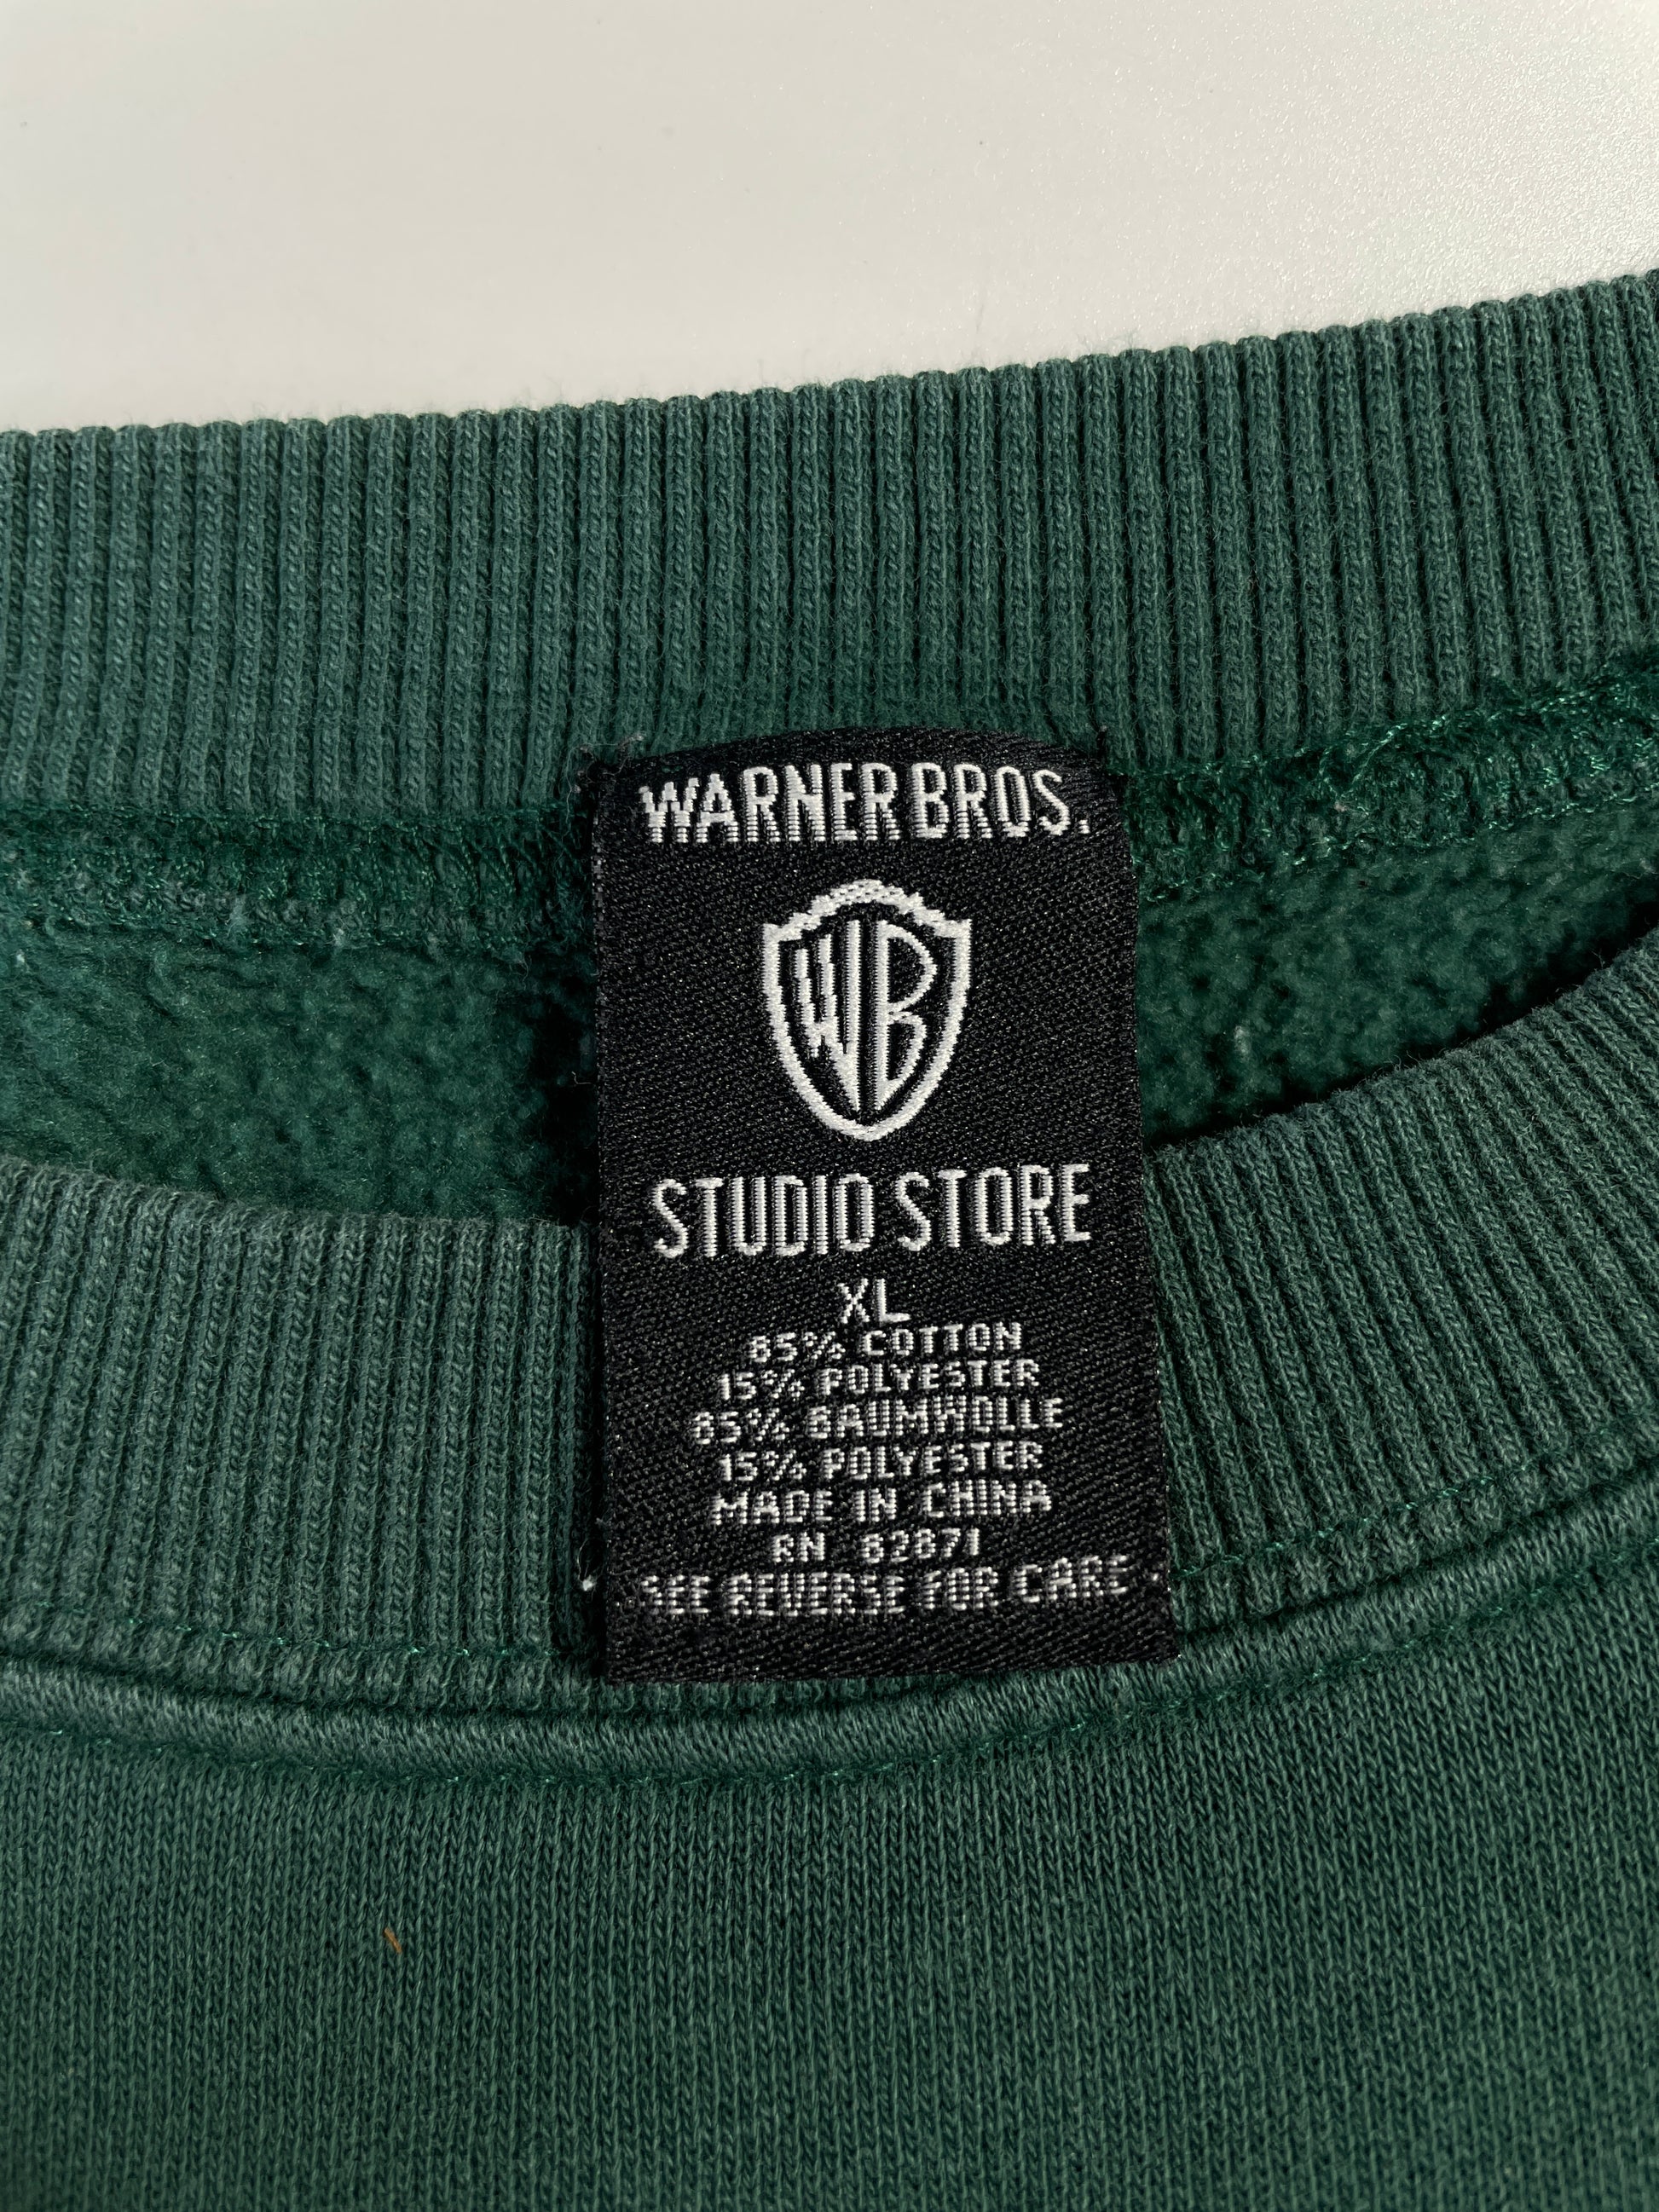 WARNER BROS.
WB
STUDIO STORE
XL
85% COTTON
15% POLYESTER
85% BAUMWOLLE
15% POLYESTER
MADE IN CHINA
RN 82871
SEE REVERSE FOR CARE